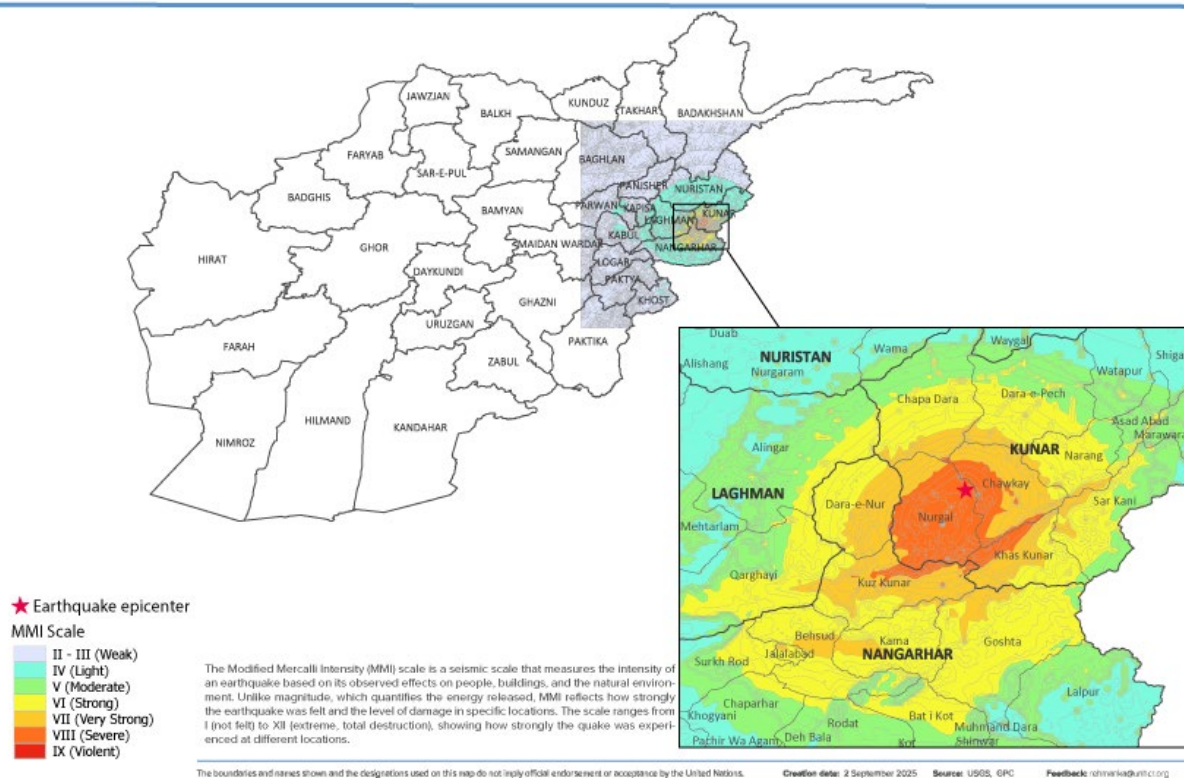 JAWZJAN
BALKH
KUNDUZ
TAKHAR
BADAKHSHAN
FARYAB
SAR-E-PUL
SAMANGAN
BAGHLAN
BADGHIS
PANJSHER
NURISTAN
BAMYAN
PARWAN
KAPISA
LAGHMAN
KUNAR
HIRAT
GHOR
MAIDAN WARDAK
KABUL
NANGARHAR
DAYKUNDI
LOGAR
PAKTYA
GHAZNI
KHOST
URUZGAN
FARAH
ZABUL
PAKTIKA
NIMROZ
HILMAND
KANDAHAR
Duab
NURISTAN
Wama
Waygal
Alishang
Nurgaram
Shiga
Watapur
Chapa Dara
Dara-e-Pech
Asad Abad
Marawara
Alingar
KUNAR
Narang
LAGHMAN
Chawkay
Dara-e-Nur
Sar Kani
Mehtarlam
Nurgal
Khas Kunar
Qarghayi
Kuz Kunar
Behsud
Kama
Goshta
Jalalabad
NANGARHAR
Surkh Rod
Lalpur
Chaparhar
Khogyani
Bat i Kot
Rodat
Muhmand Dara
Pachir Wa Agam
Deh Bala
Kot
Shinwar
Earthquake epicenter
MMI Scale
II - III (Weak)
IV (Light)
V (Moderate)
VI (Strong)
VII (Very Strong)
VIII (Severe)
IX (Violent)
The Modified Mercalli Intensity (MMI) scale is a seismic scale that measures the intensity of
an earthquake based on its observed effects on people, buildings, and the natural environ-
ment. Unlike magnitude, which quantifies the energy released, MMI reflects how strongly
the earthquake was felt and the level of damage in specific locations. The scale ranges from
I (not felt) to XII (extreme, total destruction), showing how strongly the quake was experi-
enced at different locations.
The boundaries and names shown and the designations used on this map do not imply official endorsement or acceptance by the United Nations.
Creation date: 2 September 2025 Source: USGS, GPC Feedback: